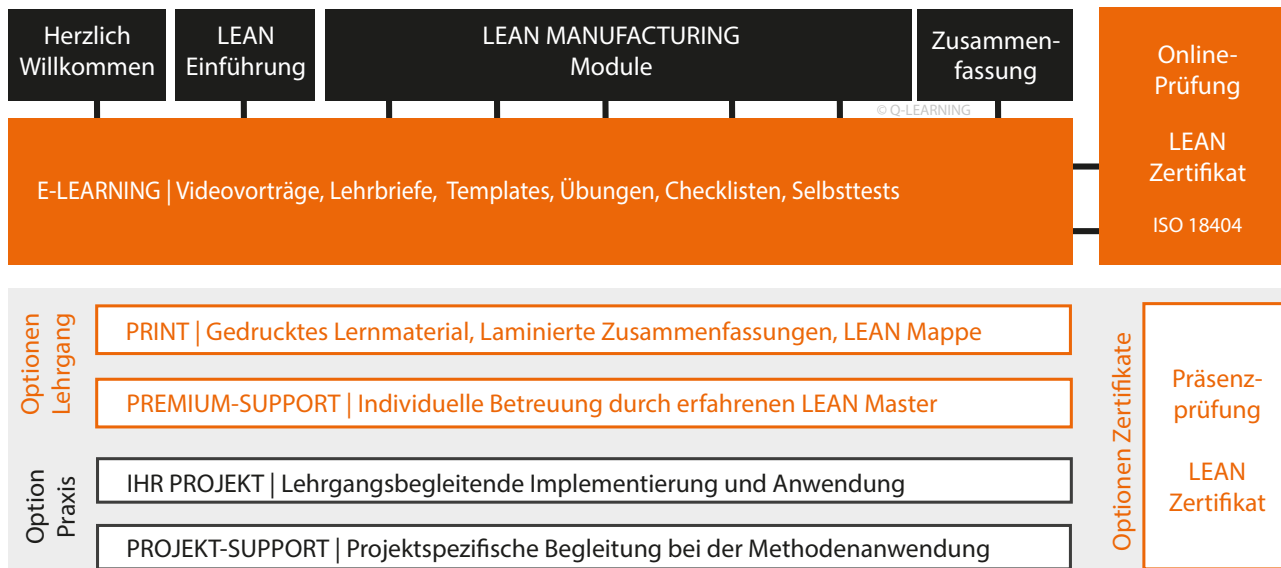 Herzlich
Willkommen
LEAN
Einführung
LEAN MANUFACTURING
Module
Zusammen-
fassung
© Q-LEARNING
E-LEARNING | Videovorträge, Lehrbriefe, Templates, Übungen, Checklisten, Selbsttests
Online-
Prüfung
LEAN
Zertifikat
ISO 18404
Optionen
Lehrgang
PRINT | Gedrucktes Lernmaterial, Laminierte Zusammenfassungen, LEAN Mappe
PREMIUM-SUPPORT | Individuelle Betreuung durch erfahrenen LEAN Master
Option
Praxis
IHR PROJEKT | Lehrgangsbegleitende Implementierung und Anwendung
PROJEKT-SUPPORT | Projektspezifische Begleitung bei der Methodenanwendung
Optionen Zertifikate
Präsenz-
prüfung
LEAN
Zertifikat